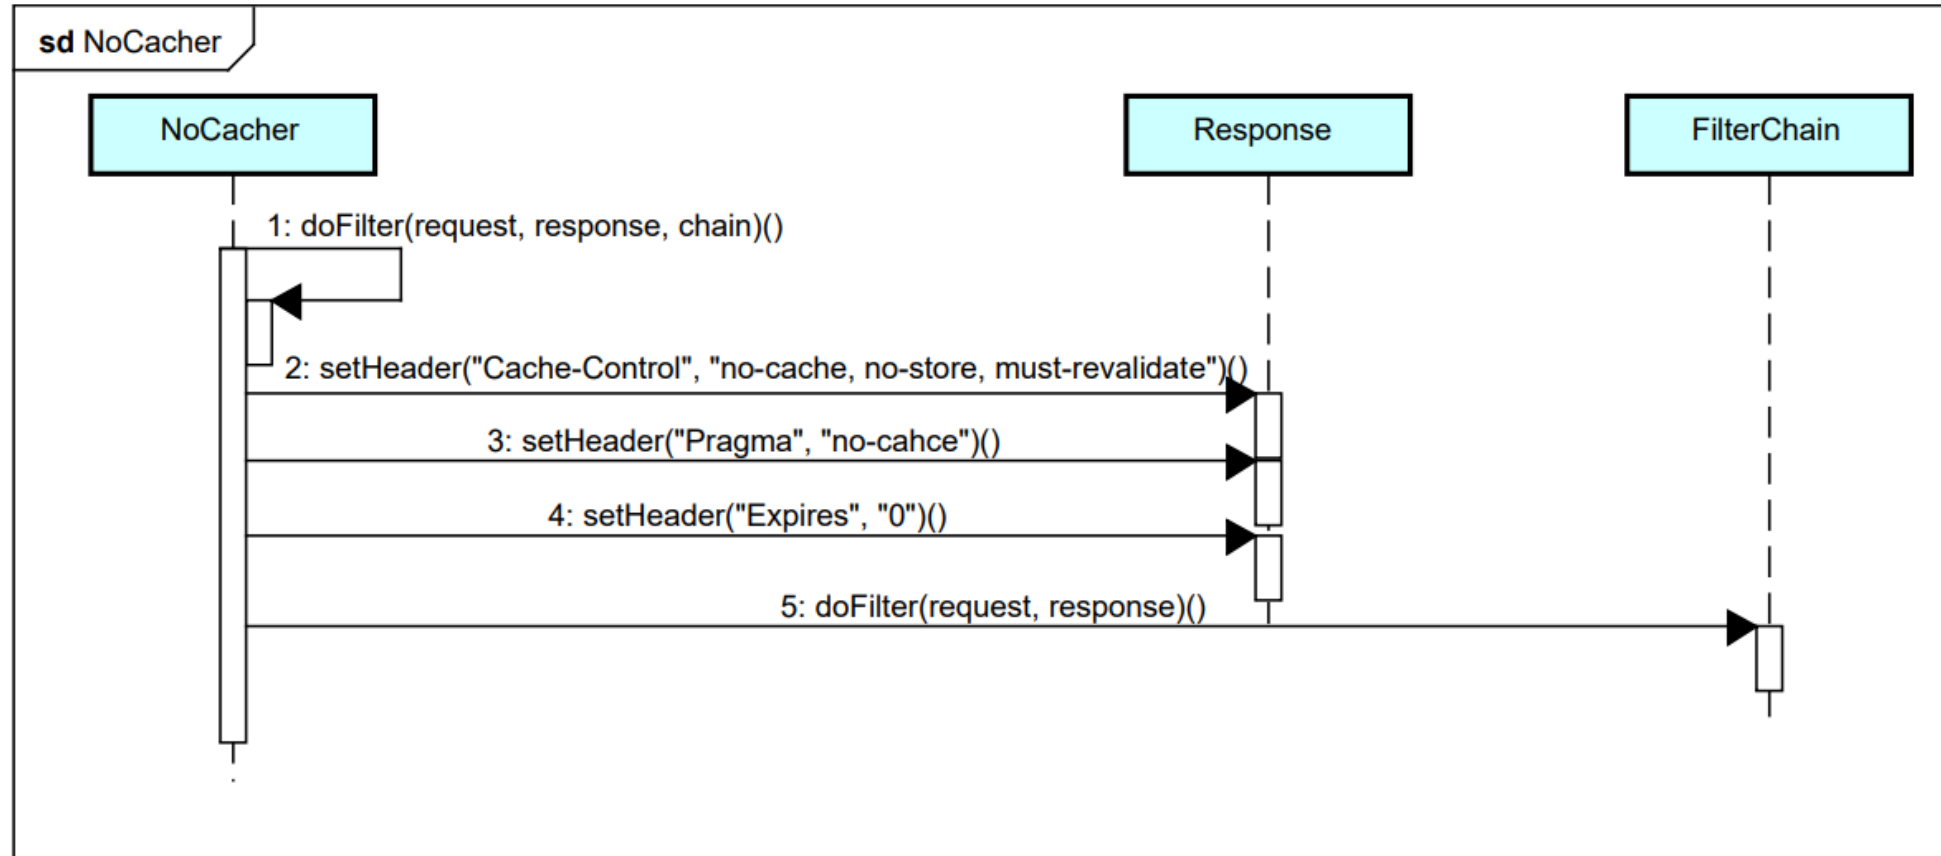 sd NoCacher
NoCacher
Response
FilterChain
1: doFilter(request, response, chain)()
2: setHeader("Cache-Control", "no-cache, no-store, must-revalidate")()
3: setHeader("Pragma", "no-cahce")()
4: setHeader("Expires", "0")()
5: doFilter(request, response)()